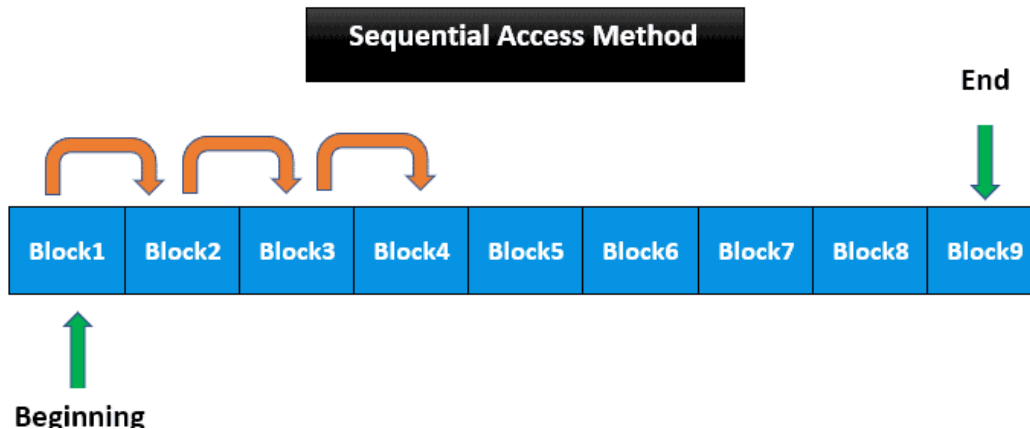 Sequential Access Method
End
Block1 Block2 Block3 Block4 Block5 Block6 Block7 Block8 Block9
Beginning